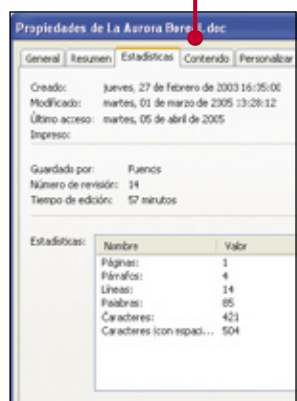 Propiedades de La Aurora Boreal.doc
General Resumen Estadísticas Contenido Personalizar
Creado: jueves, 27 de febrero de 2003 16:35:00
Modificado: martes, 01 de marzo de 2005 13:28:12
Último acceso: martes, 05 de abril de 2005
Impreso:
Guardado por: Fuencis
Número de revisión: 14
Tiempo de edición: 57 minutos
Estadísticas: Nombre Valor
Páginas: 1
Párrafos: 4
Líneas: 14
Palabras: 85
Caracteres: 421
Caracteres (con espaci... 504